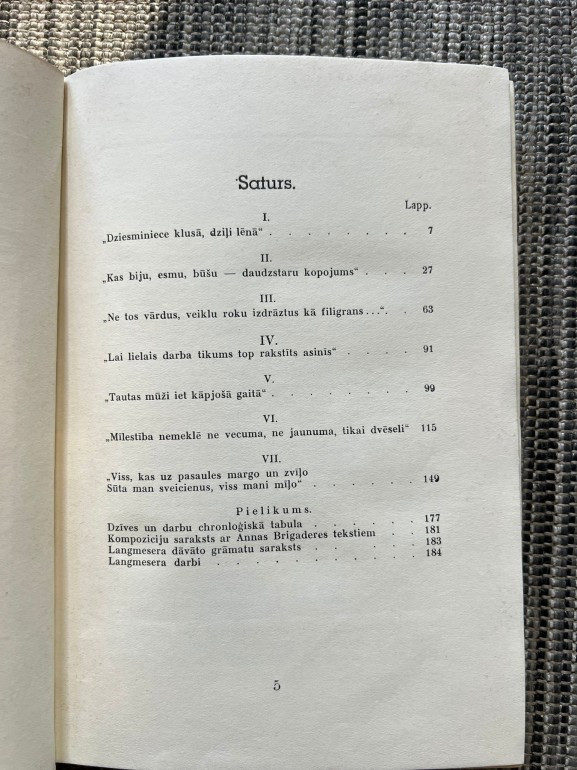 Saturs.
Lapp.
I.
„Dziesminiece klusā, dziļi lēnā“ . . . . . . . . 7
II.
„Kas biju, esmu, būšu — daudzstaru kopojums“ . . . 27
III.
„Ne tos vārdus, veiklu roku izdrāztus kā filigrans . . .“. . 63
IV.
„Lai lielais darba tikums top rakstīts asinīs“ . . . . 91
V.
„Tautas mūži iet kāpjošā gaitā“ . . . . . . . . 99
VI.
„Mīlestība nemeklē ne vecuma, ne jaunuma, tikai dvēseli“ 115
VII.
„Viss, kas uz pasaules margo un zvīļo
Sūta man sveicienus, viss mani mīļo“ . . . . . . 149
Pielikums.
Dzīves un darbu chronloģiskā tabula . . . . . . 177
Kompoziciju saraksts ar Annas Brigaderes tekstiem . . 181
Langmesera dāvāto grāmatu saraksts . . . . . . 183
Langmesera darbi . . . . . . . . . . . 184
5